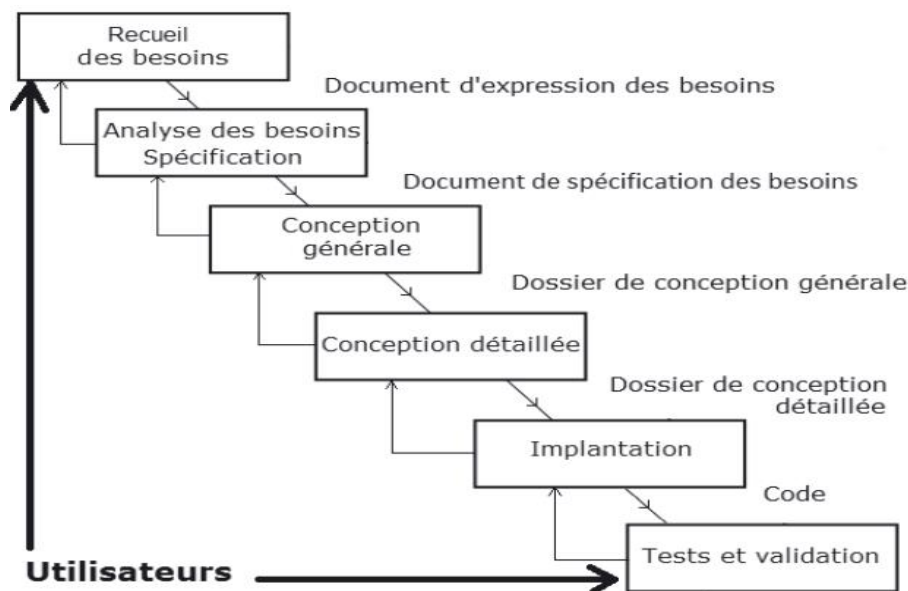 Recueil
des besoins
Document d'expression des besoins
Analyse des besoins
Spécification
Document de spécification des besoins
Conception
générale
Dossier de conception générale
Conception détaillée
Dossier de conception
détaillée
Implantation
Code
Tests et validation
Utilisateurs